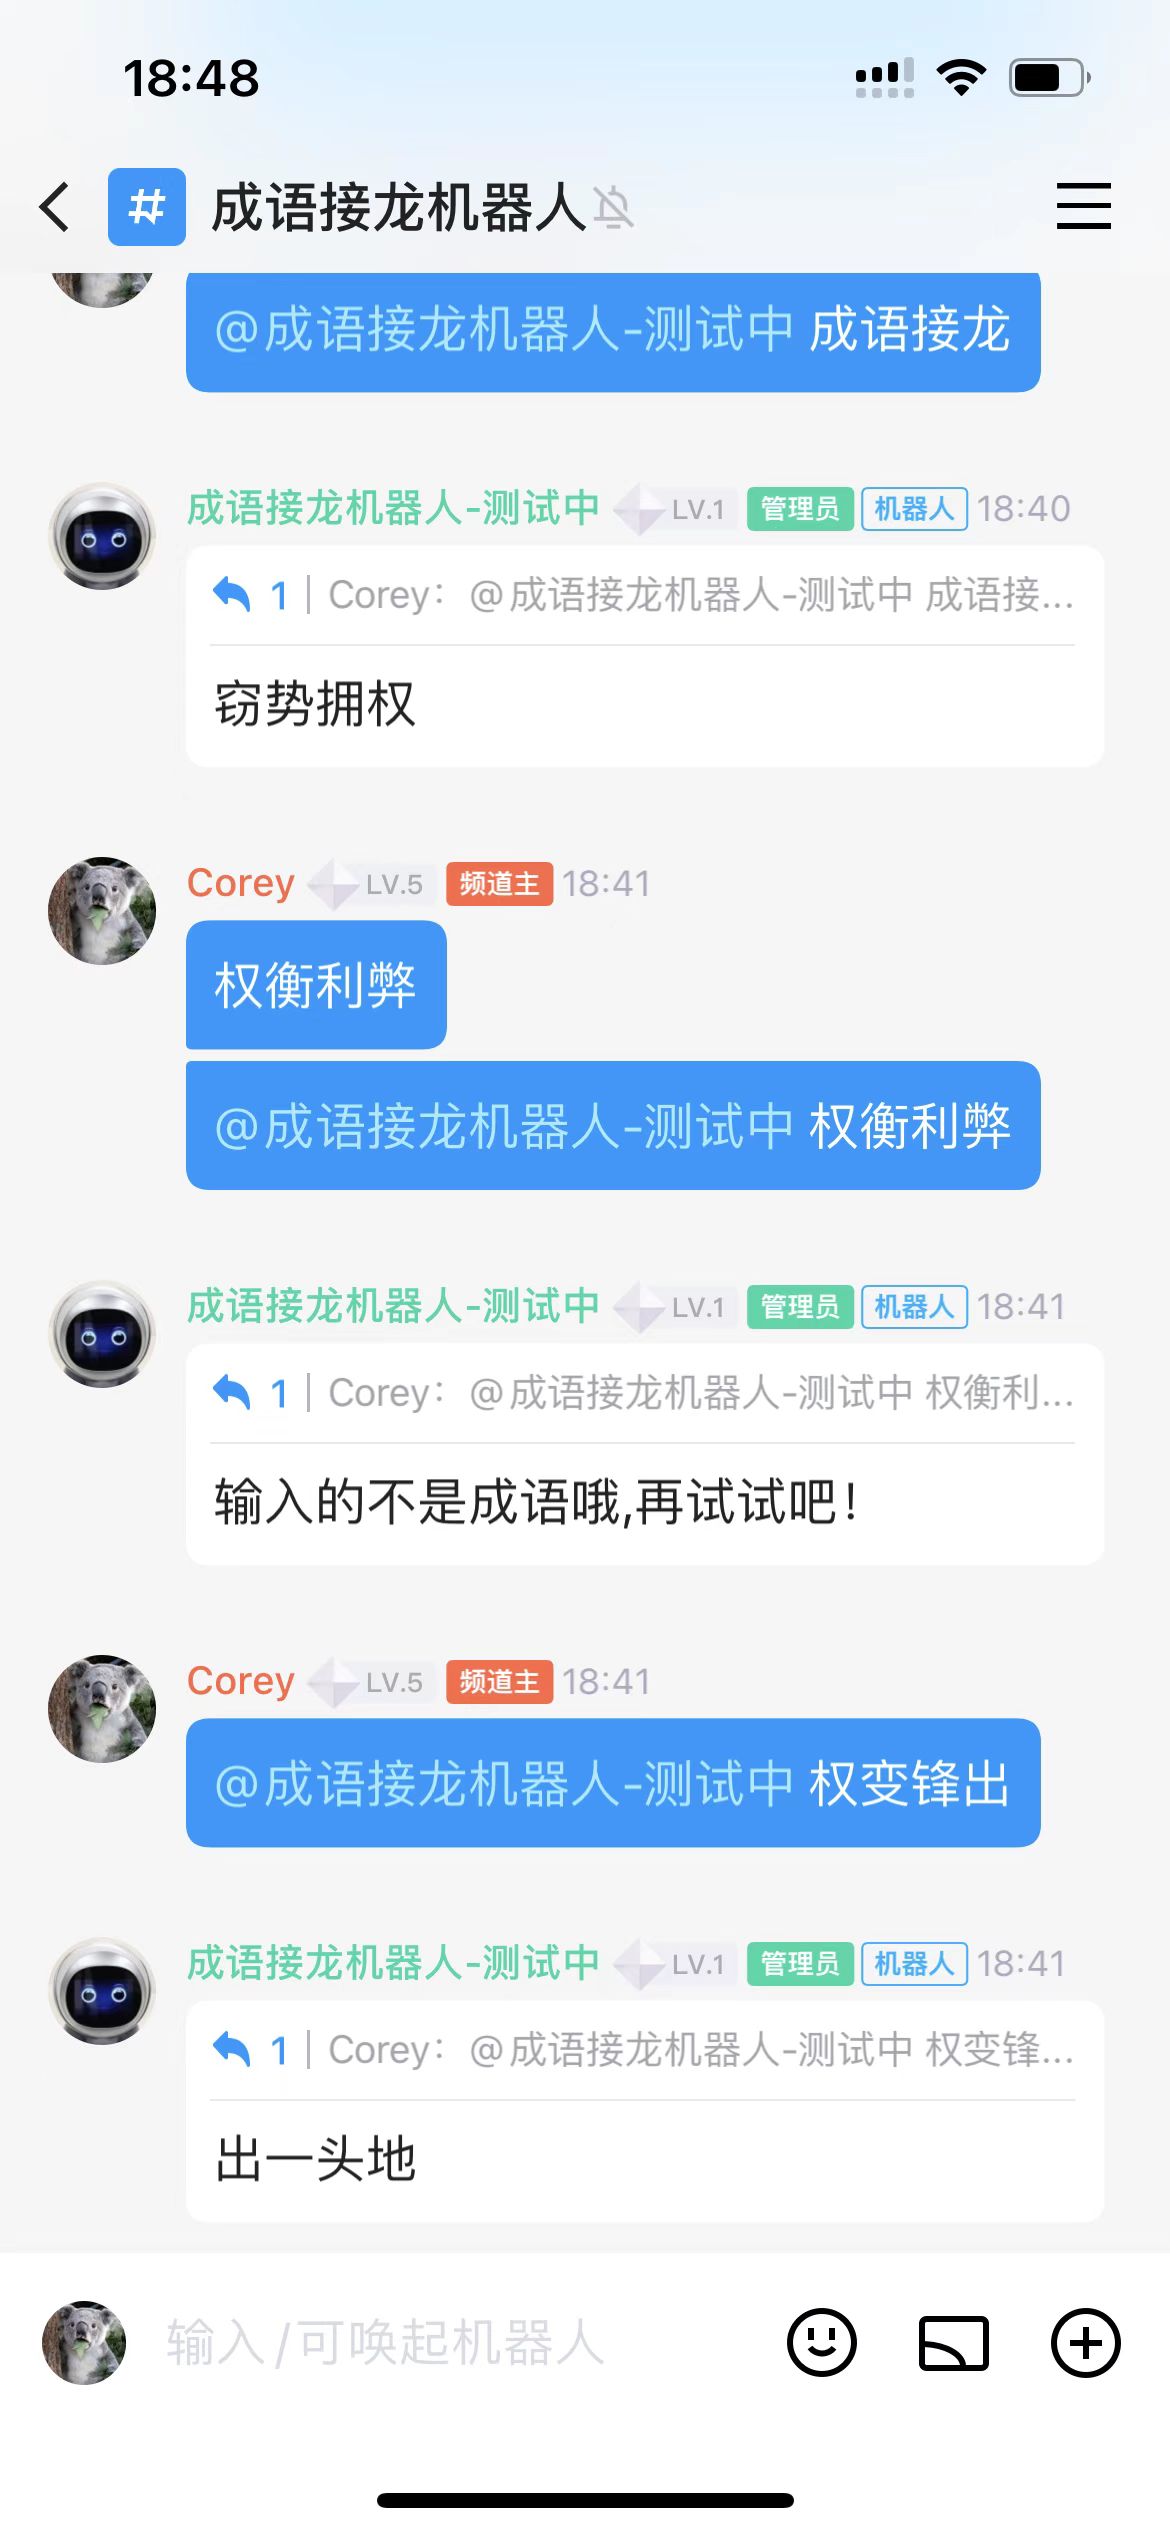 18:48
成语接龙机器人
@成语接龙机器人-测试中 成语接龙
成语接龙机器人-测试中 LV.1 管理员 机器人 18:40
1 | Corey：@成语接龙机器人-测试中 成语接...
窃势拥权
Corey LV.5 频道主 18:41
权衡利弊
@成语接龙机器人-测试中 权衡利弊
成语接龙机器人-测试中 LV.1 管理员 机器人 18:41
1 | Corey：@成语接龙机器人-测试中 权衡利...
输入的不是成语哦,再试试吧！
Corey LV.5 频道主 18:41
@成语接龙机器人-测试中 权变锋出
成语接龙机器人-测试中 LV.1 管理员 机器人 18:41
1 | Corey：@成语接龙机器人-测试中 权变锋...
出一头地
输入/可唤起机器人